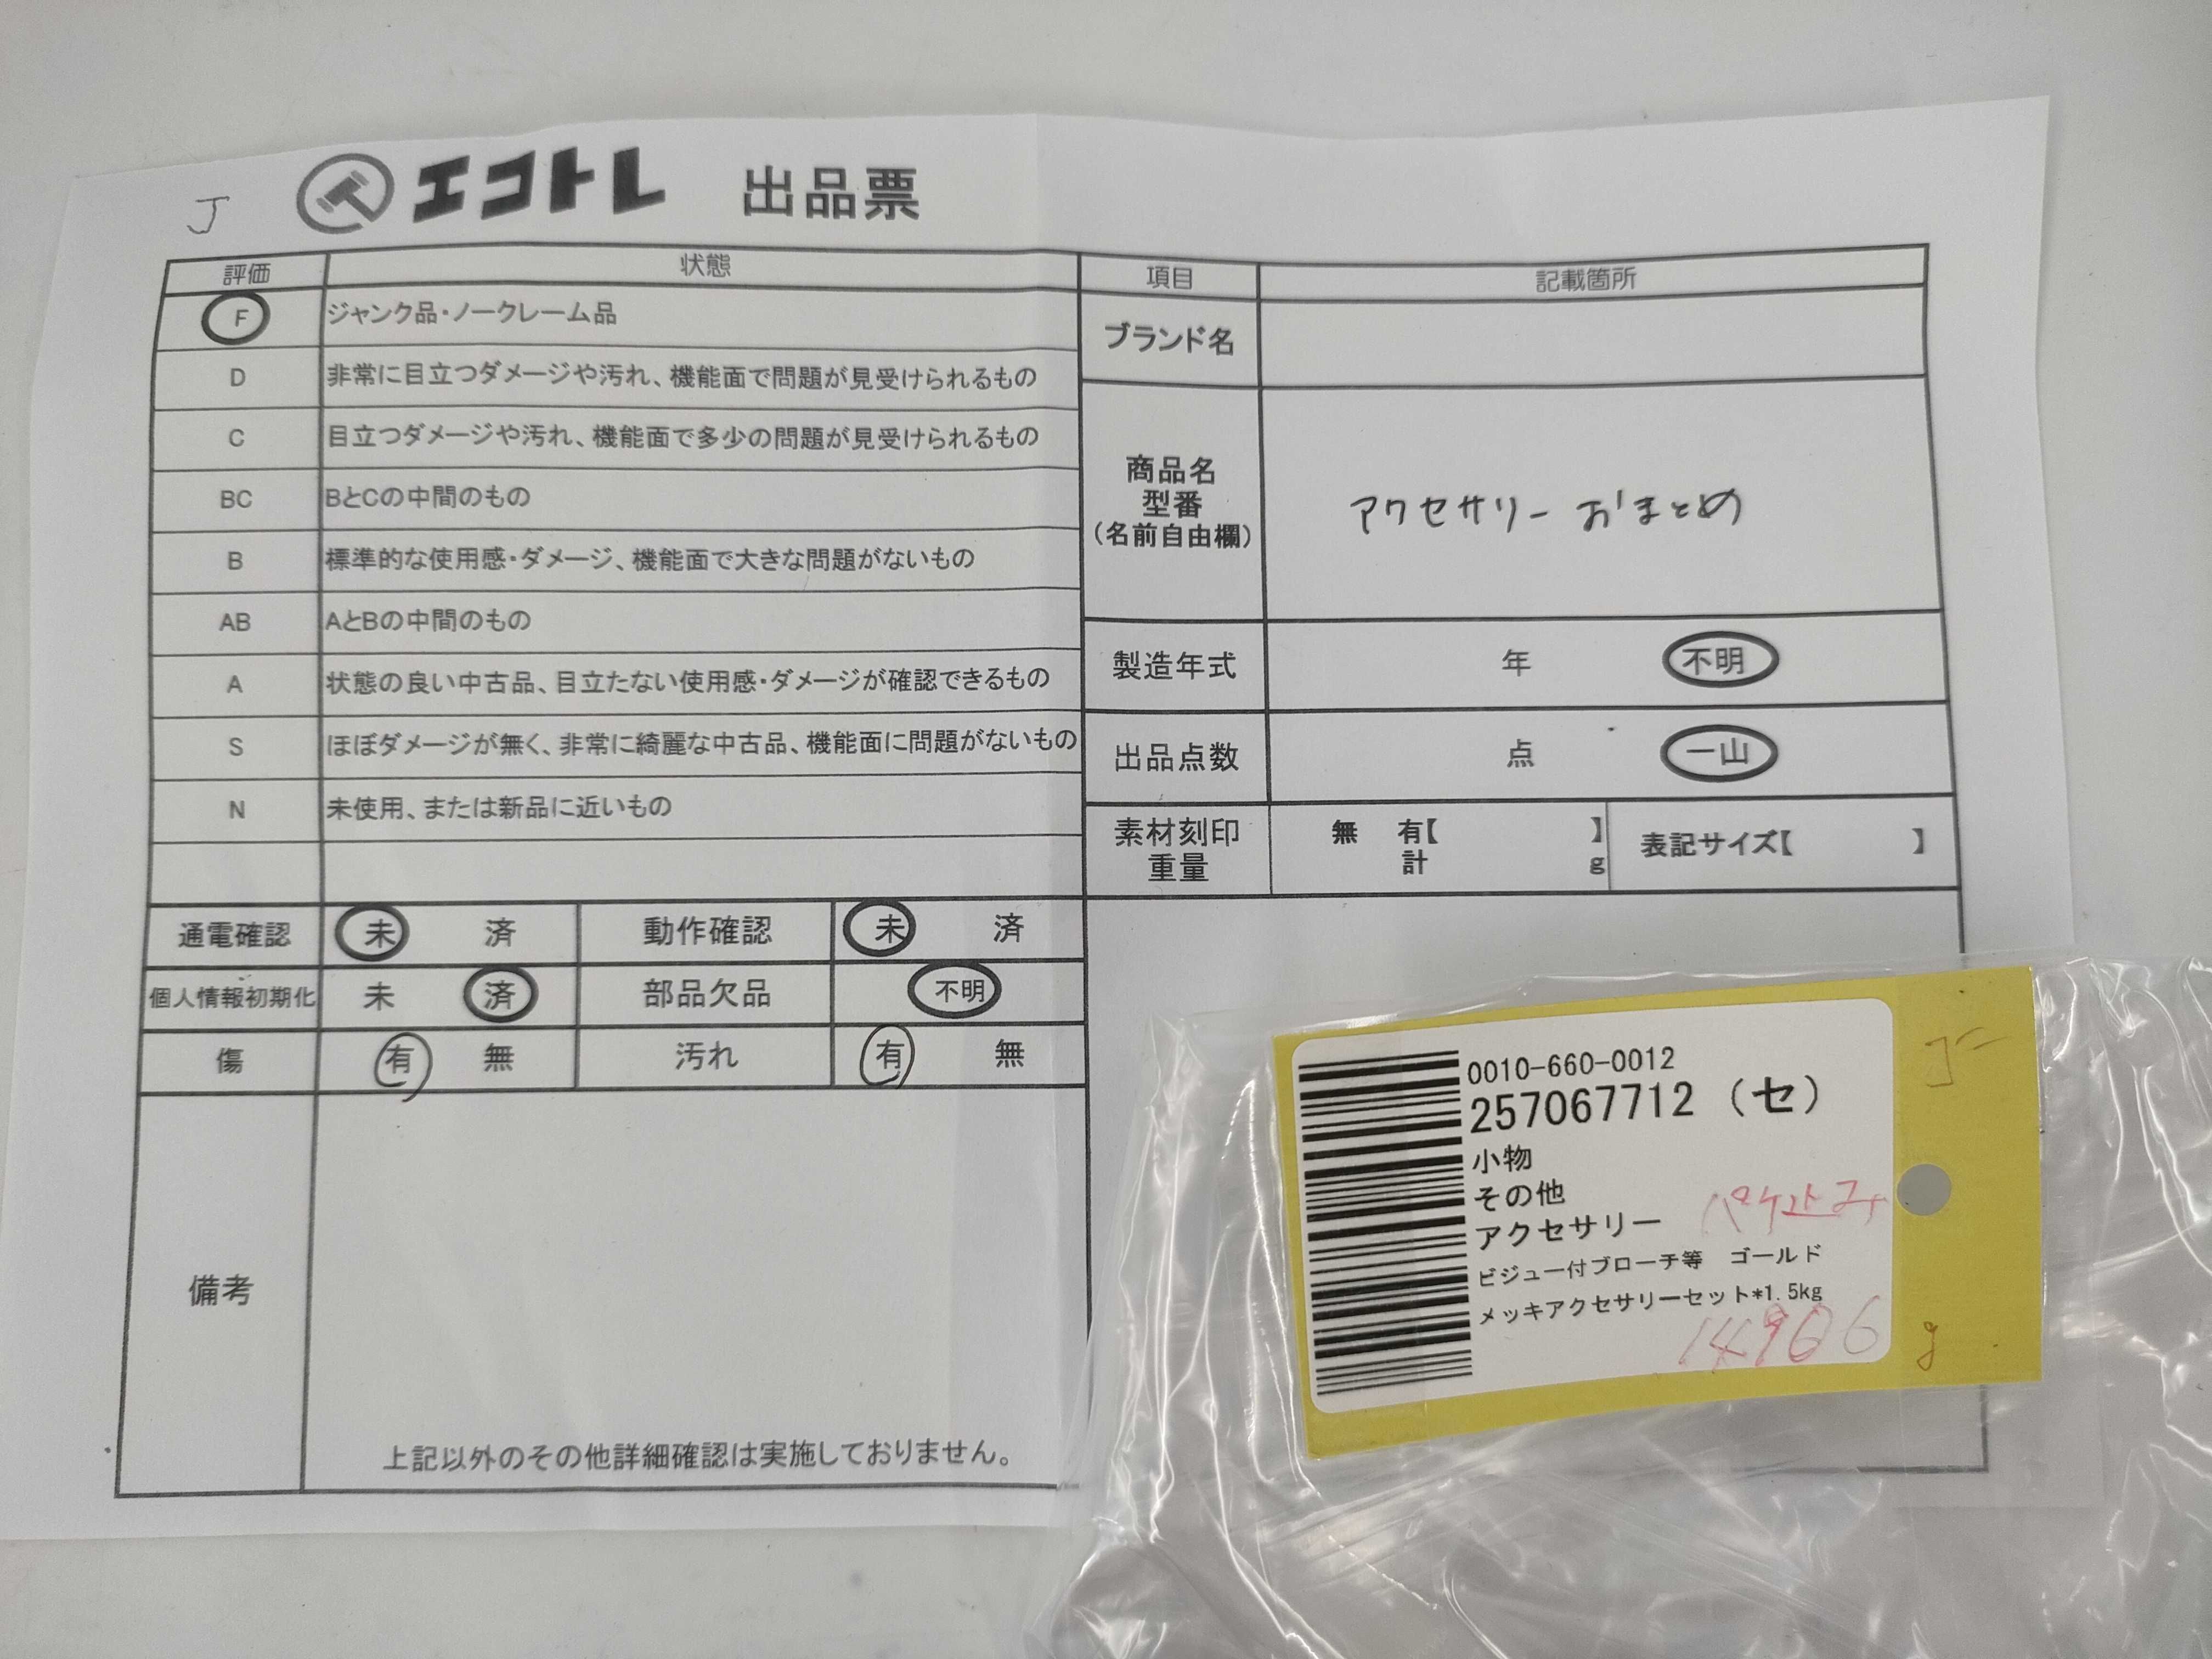 J
エコトレ 出品票
評価 状態 項目 記載箇所
F ジャンク品・ノークレーム品
D 非常に目立つダメージや汚れ、機能面で問題が見受けられるもの
C 目立つダメージや汚れ、機能面で多少の問題が見受けられるもの
BC BとCの中間のもの
B 標準的な使用感・ダメージ、機能面で大きな問題がないもの
AB AとBの中間のもの
A 状態の良い中古品、目立たない使用感・ダメージが確認できるもの
S ほぼダメージが無く、非常に綺麗な中古品、機能面に問題がないもの
N 未使用、または新品に近いもの
通電確認 未 済 動作確認 未 済
個人情報初期化 未 済 部品欠品 不明
傷 有 無 汚れ 有 無
備考
上記以外のその他詳細確認は実施しておりません。
ブランド名
商品名
型番
(名前自由欄)
アクセサリー おまとめ
製造年式 年 不明
出品点数 点 一山
素材刻印
重量
無 有【 】
計 g
表記サイズ【 】
0010-660-0012
257067712 (セ)
小物
その他
アクセサリー
ビジュー付ブローチ等 ゴールド
メッキアクセサリーセット*1.5kg
g